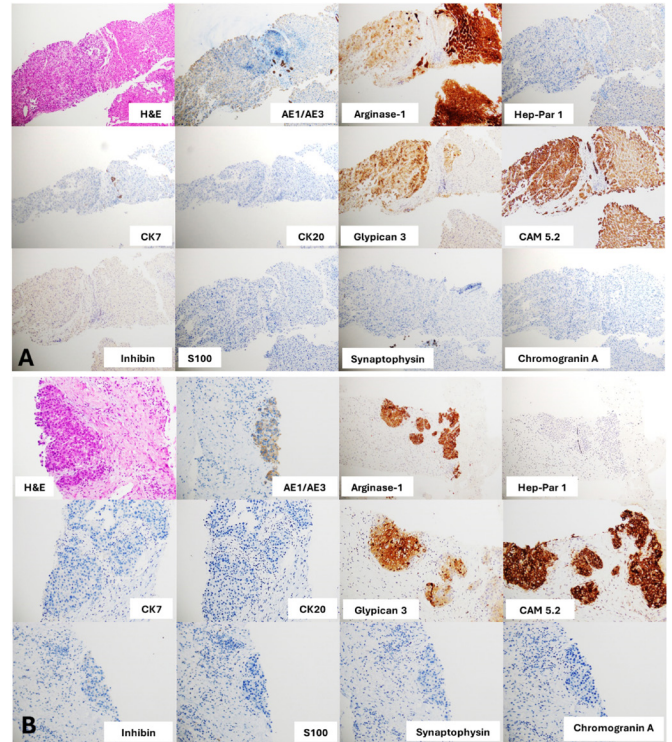 H&E
AE1/AE3
Arginase-1
Hep-Par 1
CK7
CK20
Glypican 3
CAM 5.2
A
Inhibin
S100
Synaptophysin
Chromogranin A
H&E
AE1/AE3
Arginase-1
Hep-Par 1
CK7
CK20
Glypican 3
CAM 5.2
B
Inhibin
S100
Synaptophysin
Chromogranin A